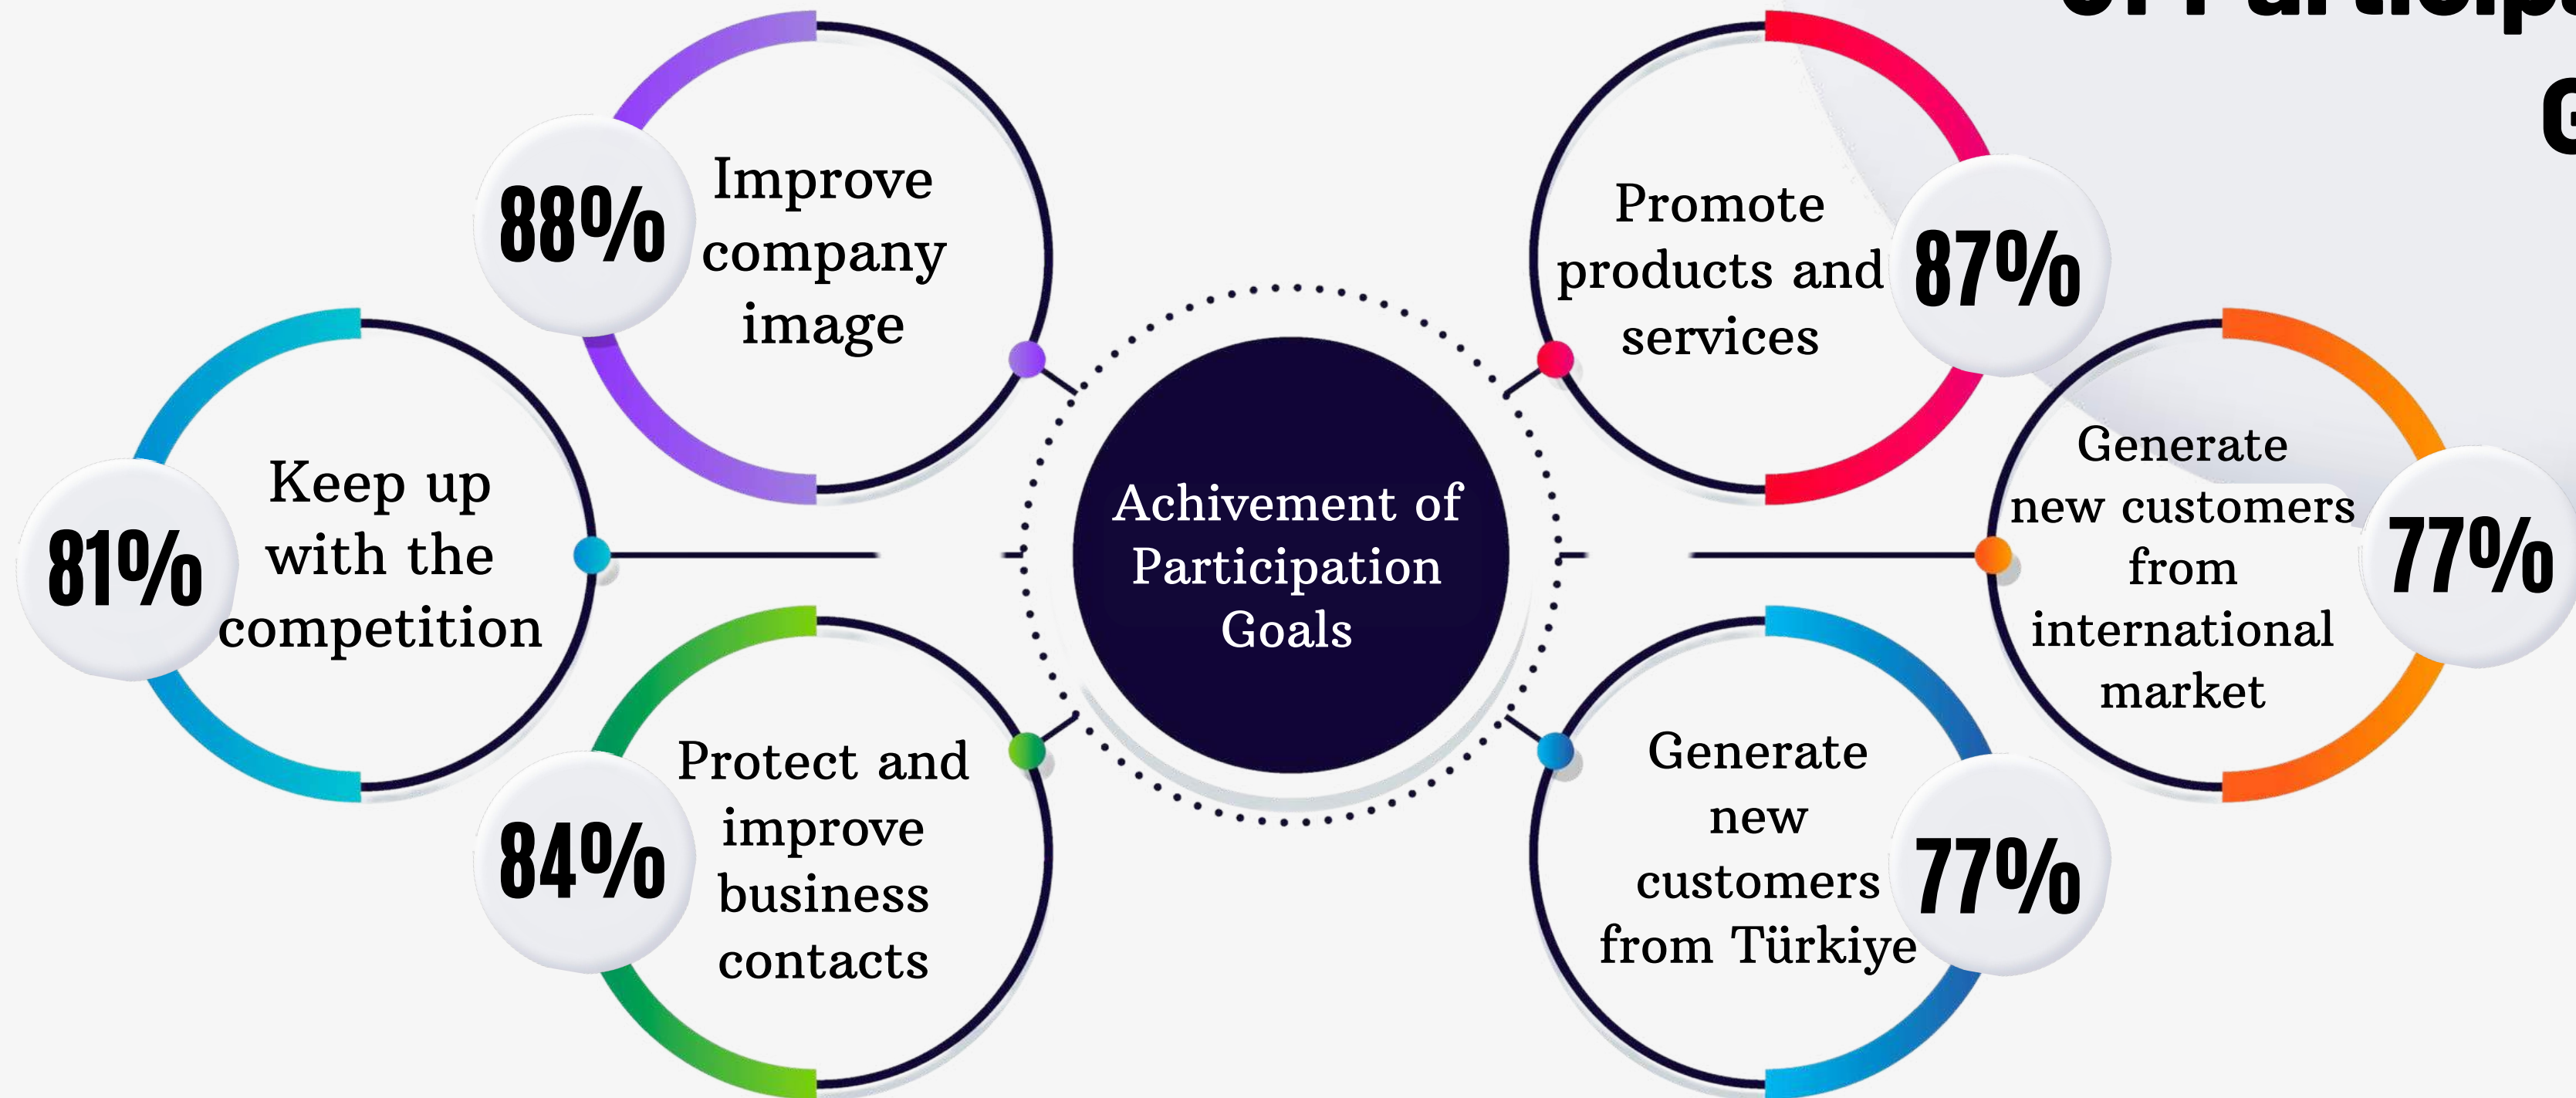 88%
Improve
company
image
Promote
products and
services
87%
81%
Keep up
with the
competition
Achivement of
Participation
Goals
Generate
new customers
from
international
market
77%
84%
Protect and
improve
business
contacts
Generate
new
customers
from Türkiye
77%